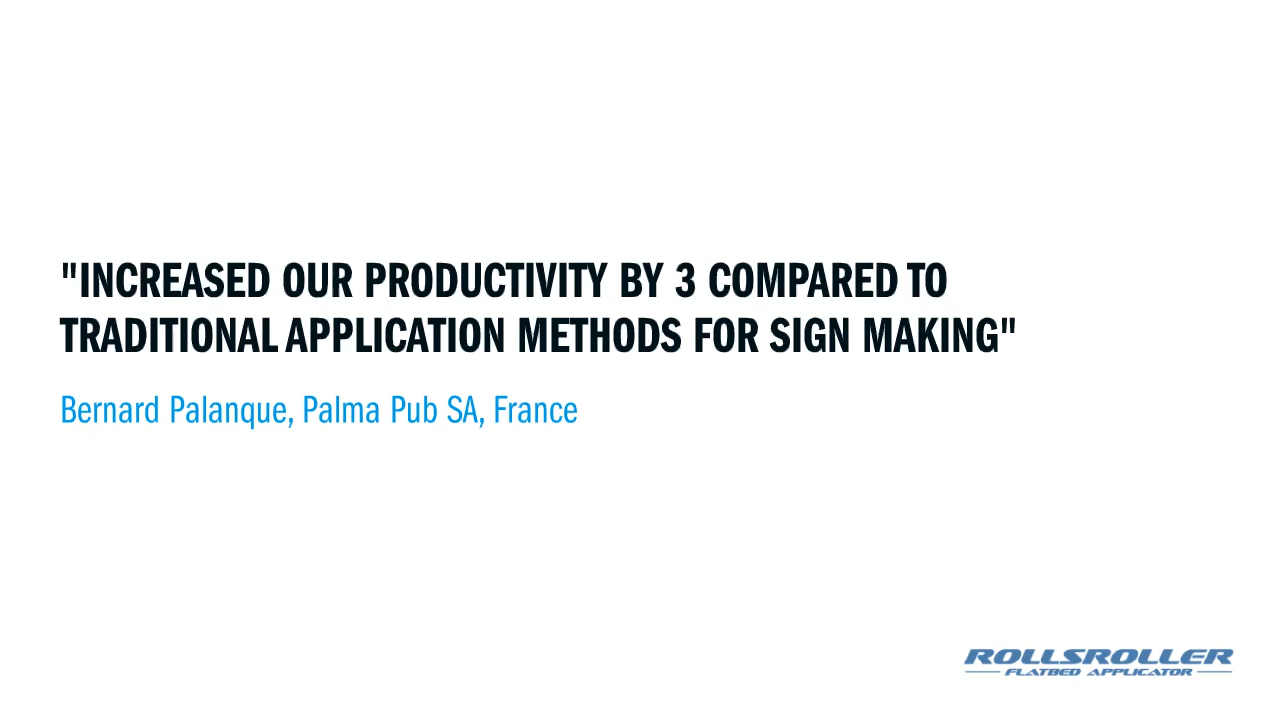 "INCREASED OUR PRODUCTIVITY BY 3 COMPARED TO
TRADITIONAL APPLICATION METHODS FOR SIGN MAKING"
Bernard Palanque, Palma Pub SA, France
ROLLSROLLER
FLATBED APPLICATOR